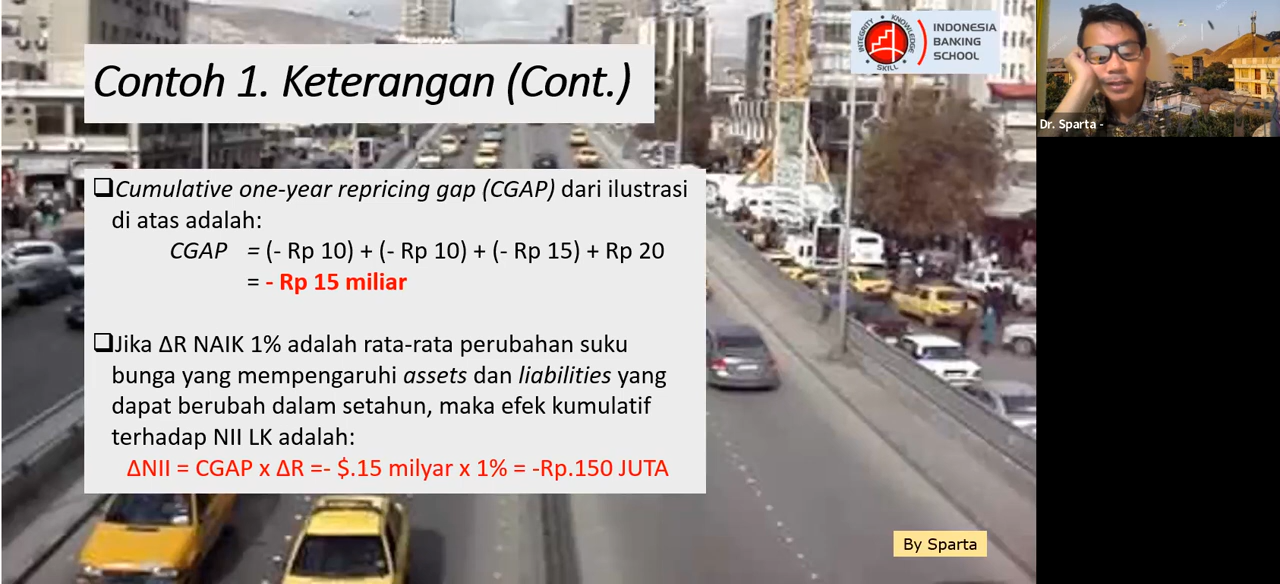 Contoh 1. Keterangan (Cont.)
INTEGRITY KNOWLEDGE SKILL
INDONESIA
BANKING
SCHOOL
Dr. Sparta -
❑Cumulative one-year repricing gap (CGAP) dari ilustrasi
di atas adalah:
CGAP = (- Rp 10) + (- Rp 10) + (- Rp 15) + Rp 20
= - Rp 15 miliar
❑Jika ΔR NAIK 1% adalah rata-rata perubahan suku
bunga yang mempengaruhi assets dan liabilities yang
dapat berubah dalam setahun, maka efek kumulatif
terhadap NII LK adalah:
ΔNII = CGAP x ΔR =- $.15 milyar x 1% = -Rp.150 JUTA
By Sparta